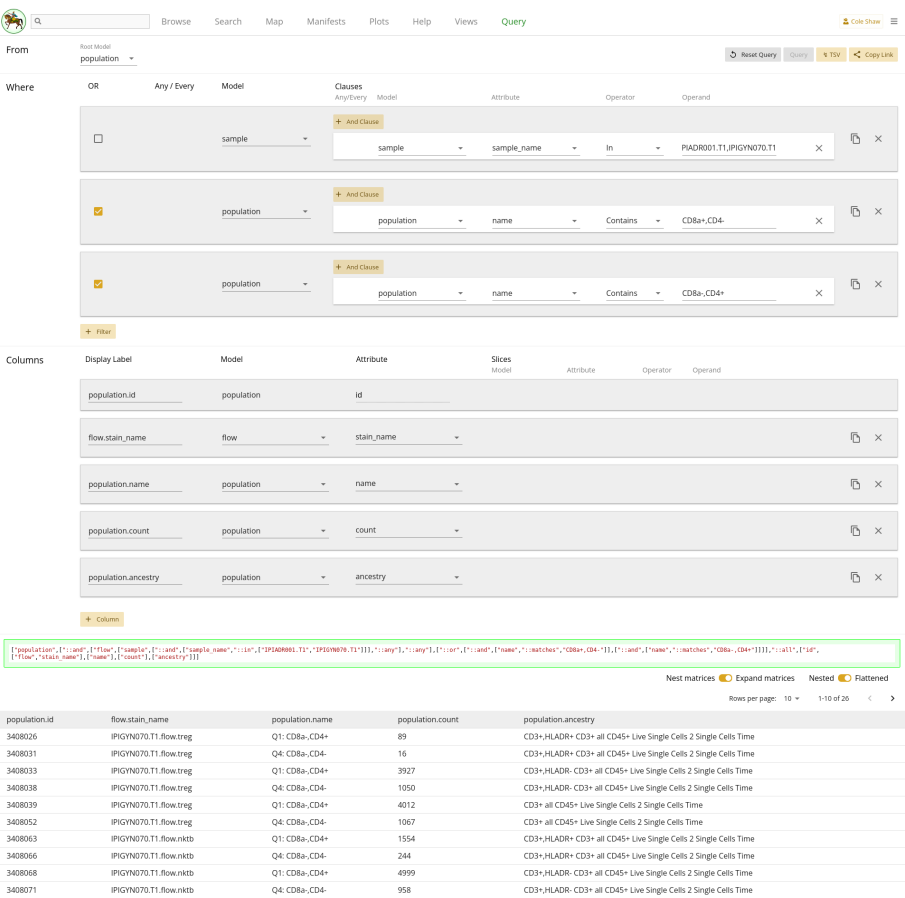 Browse Search Map Manifests Plots Help Views Query Cole Shaw
From
Root Model
population
Reset Query Query TSV Copy Link
Where OR Any / Every Model Clauses
Any/Every Model Attribute Operator Operand
+ And Clause
sample sample sample_name In PIADR001.T1,IPIGYN070.T1
+ And Clause
population population name Contains CD8a+,CD4-
+ And Clause
population population name Contains CD8a-,CD4+
+ Filter
Columns Display Label Model Attribute Slices
Model Attribute Operator Operand
population.id population id
flow.stain_name flow stain_name
population.name population name
population.count population count
population.ancestry population ancestry
+ Column
["population",["::and",["flow",["sample",["::and",["sample_name","::in",["IPIADR001.T1","IPIGYN070.T1"]]],"::any"],"::any"],["::or",["::and",["name","::matches","CD8a+,CD4-"]],["::and",["name","::matches","CD8a-,CD4+"]]]],"::all",["id",
["flow","stain_name"],["name"],["count"],["ancestry"]]]
Nest matrices Expand matrices Nested Flattened
Rows per page: 10 1-10 of 26
population.id flow.stain_name population.name population.count population.ancestry
3408026 IPIGYN070.T1.flow.treg Q1: CD8a-,CD4+ 89 CD3+,HLADR+ CD3+ all CD45+ Live Single Cells 2 Single Cells Time
3408031 IPIGYN070.T1.flow.treg Q4: CD8a-,CD4- 16 CD3+,HLADR+ CD3+ all CD45+ Live Single Cells 2 Single Cells Time
3408033 IPIGYN070.T1.flow.treg Q1: CD8a-,CD4+ 3927 CD3+,HLADR- CD3+ all CD45+ Live Single Cells 2 Single Cells Time
3408038 IPIGYN070.T1.flow.treg Q4: CD8a-,CD4- 1050 CD3+,HLADR- CD3+ all CD45+ Live Single Cells 2 Single Cells Time
3408039 IPIGYN070.T1.flow.treg Q1: CD8a-,CD4+ 4012 CD3+ all CD45+ Live Single Cells 2 Single Cells Time
3408052 IPIGYN070.T1.flow.treg Q4: CD8a-,CD4- 1067 CD3+ all CD45+ Live Single Cells 2 Single Cells Time
3408063 IPIGYN070.T1.flow.nktb Q1: CD8a-,CD4+ 1554 CD3+,HLADR+ CD3+ all CD45+ Live Single Cells 2 Single Cells Time
3408066 IPIGYN070.T1.flow.nktb Q4: CD8a-,CD4- 244 CD3+,HLADR+ CD3+ all CD45+ Live Single Cells 2 Single Cells Time
3408068 IPIGYN070.T1.flow.nktb Q1: CD8a-,CD4+ 4999 CD3+,HLADR- CD3+ all CD45+ Live Single Cells 2 Single Cells Time
3408071 IPIGYN070.T1.flow.nktb Q4: CD8a-,CD4- 958 CD3+,HLADR- CD3+ all CD45+ Live Single Cells 2 Single Cells Time